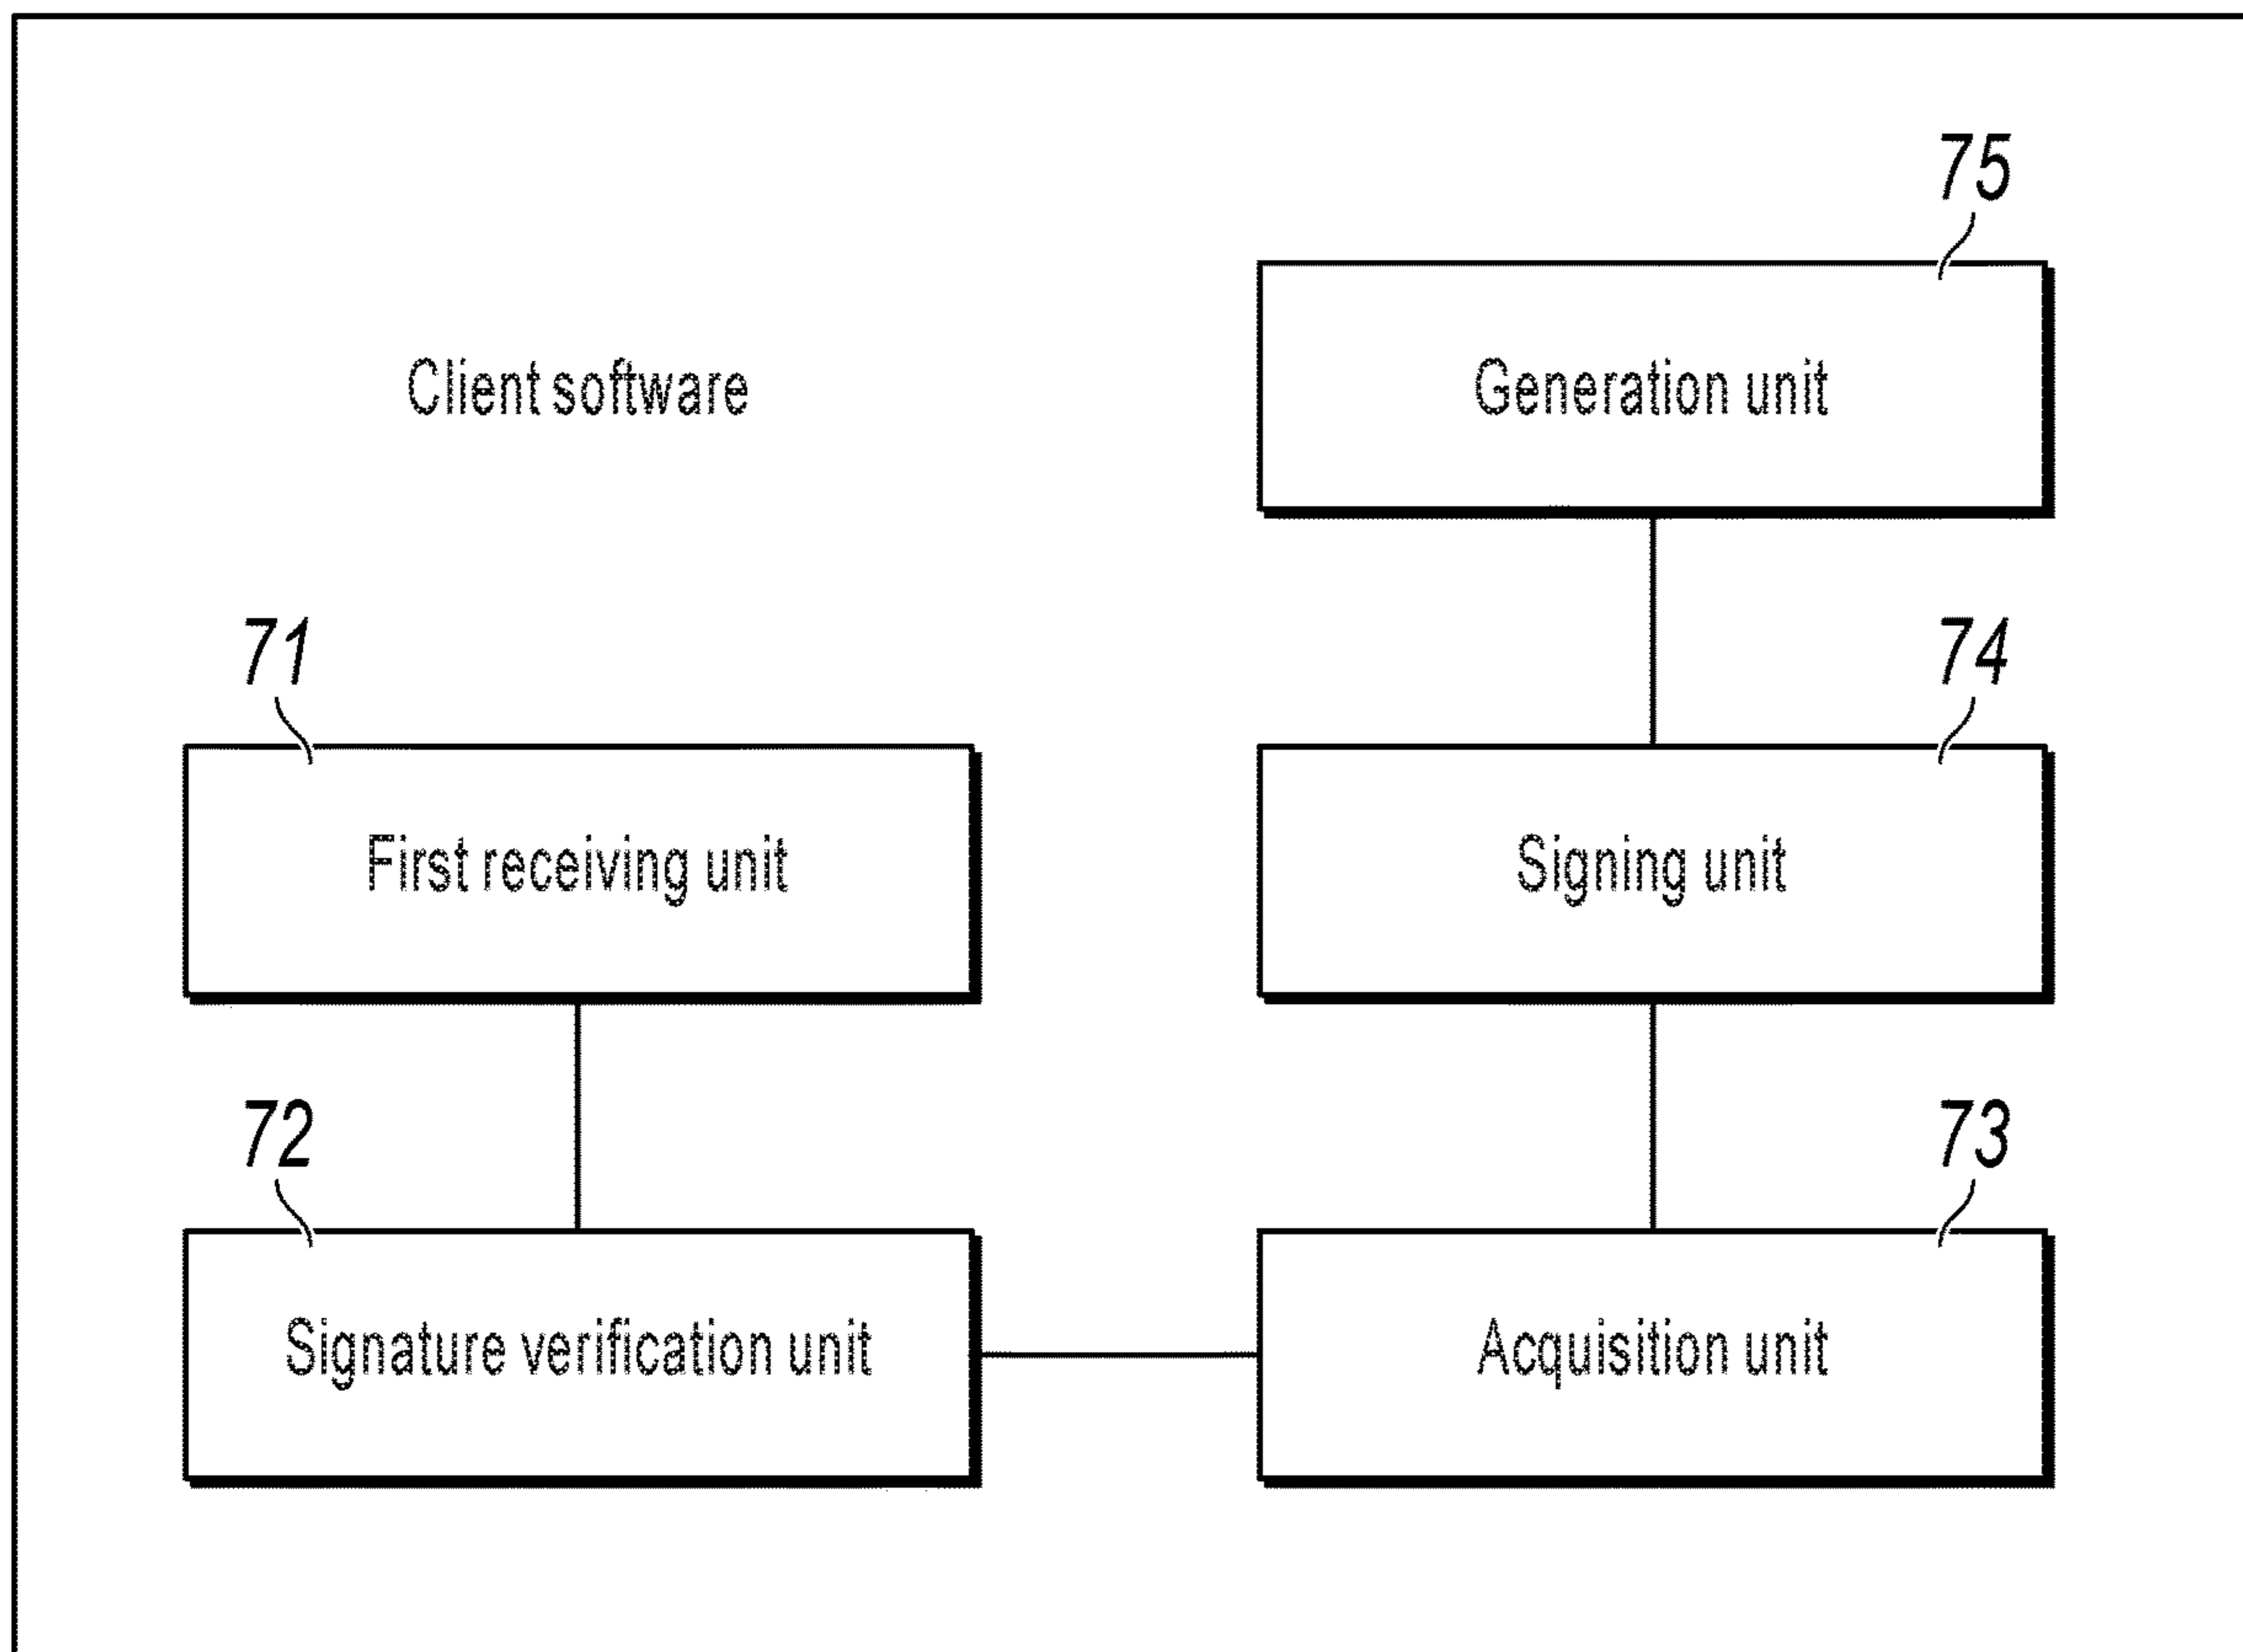 75
Client software
Generation unit
71
74
First receiving unit
Signing unit
72
73
Signature verification unit
Acquisition unit